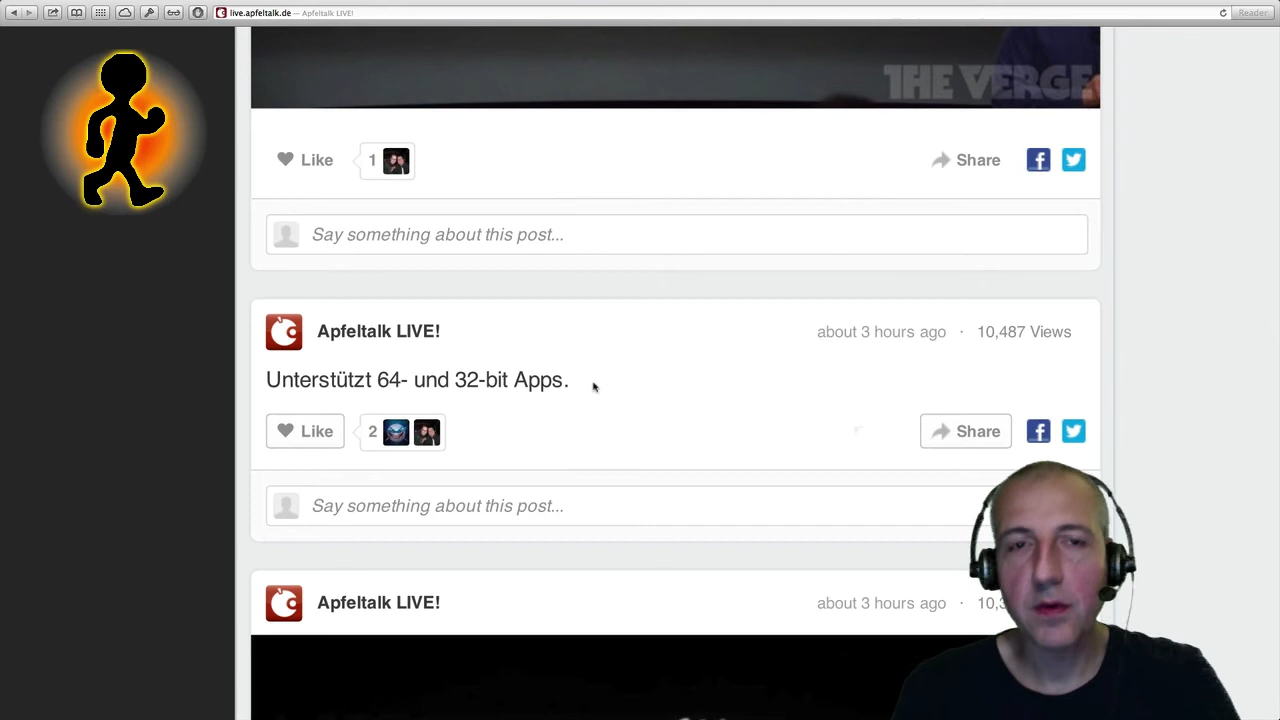 live.apfeltalk.de — Apfeltalk LIVE!
Reader
THE VERGE
Like
1
Share
Say something about this post...
Apfeltalk LIVE!
about 3 hours ago · 10,487 Views
Unterstützt 64- und 32-bit Apps.
Like
2
Share
Say something about this post...
Apfeltalk LIVE!
about 3 hours ago · 10,3